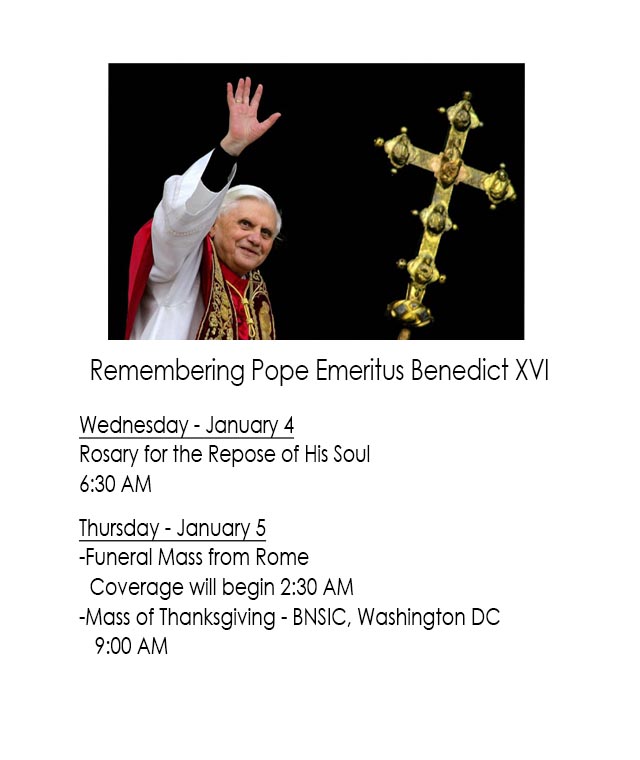 Remembering Pope Emeritus Benedict XVI
Wednesday - January 4
Rosary for the Repose of His Soul
6:30 AM
Thursday - January 5
-Funeral Mass from Rome
Coverage will begin 2:30 AM
-Mass of Thanksgiving - BNSIC, Washington DC
9:00 AM